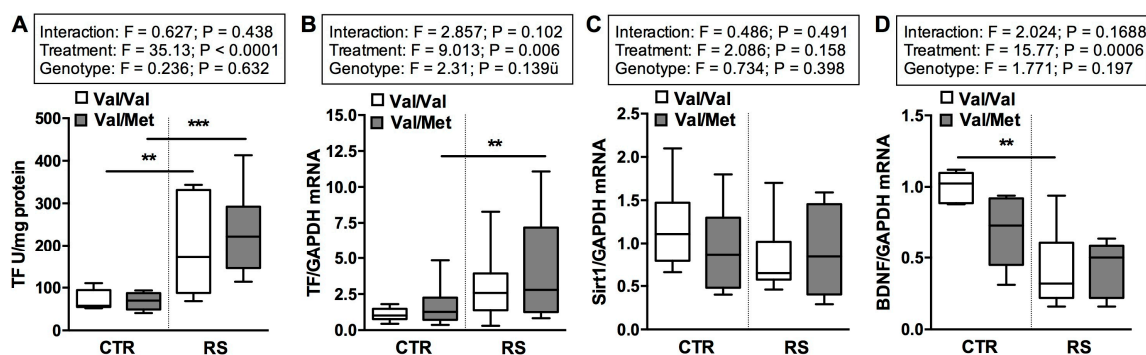 A
Interaction: F = 0.627; P = 0.438
Treatment: F = 35.13; P < 0.0001
Genotype: F = 0.236; P = 0.632
Val/Val
Val/Met
TF U/mg protein
500
400
300
200
100
0
**
***
CTR
RS
B
Interaction: F = 2.857; P = 0.102
Treatment: F = 9.013; P = 0.006
Genotype: F = 2.31; P = 0.139ü
Val/Val
Val/Met
TF/GAPDH mRNA
15.0
12.5
10.0
7.5
5.0
2.5
0.0
**
CTR
RS
C
Interaction: F = 0.486; P = 0.491
Treatment: F = 2.086; P = 0.158
Genotype: F = 0.734; P = 0.398
Val/Val
Val/Met
Sirt1/GAPDH mRNA
2.5
2.0
1.5
1.0
0.5
0.0
CTR
RS
D
Interaction: F = 2.024; P = 0.1688
Treatment: F = 15.77; P = 0.0006
Genotype: F = 1.771; P = 0.197
Val/Val
Val/Met
BDNF/GAPDH mRNA
1.5
1.0
0.5
0.0
**
CTR
RS